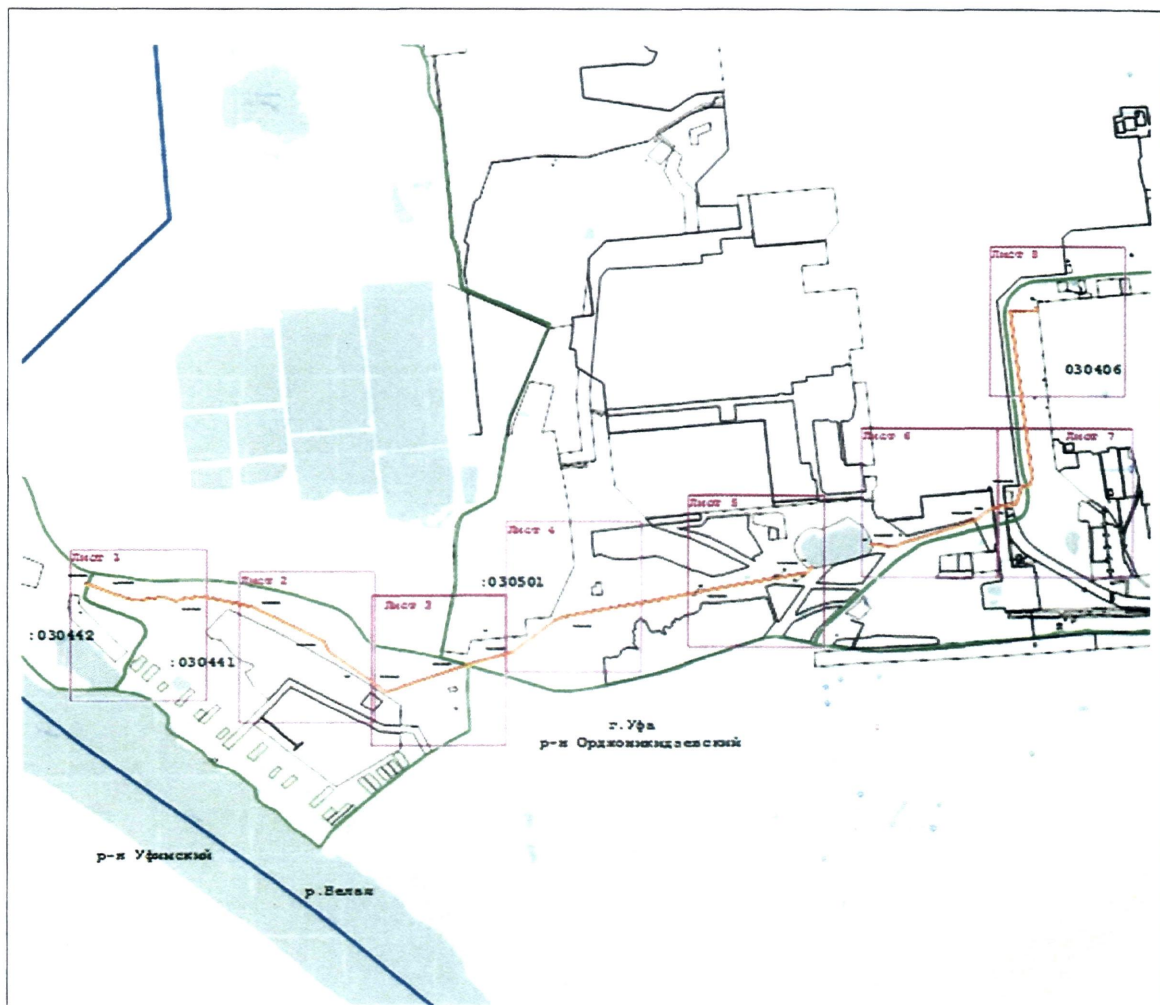 Лист 8
030406
Лист 6
Лист 7
Лист 5
Лист 4
Лист 1
Лист 2
:030501
Лист 3
:030442
:030441
г.Уфа
р-н Орджоникидзевский
р-н Уфимский
р.Белая